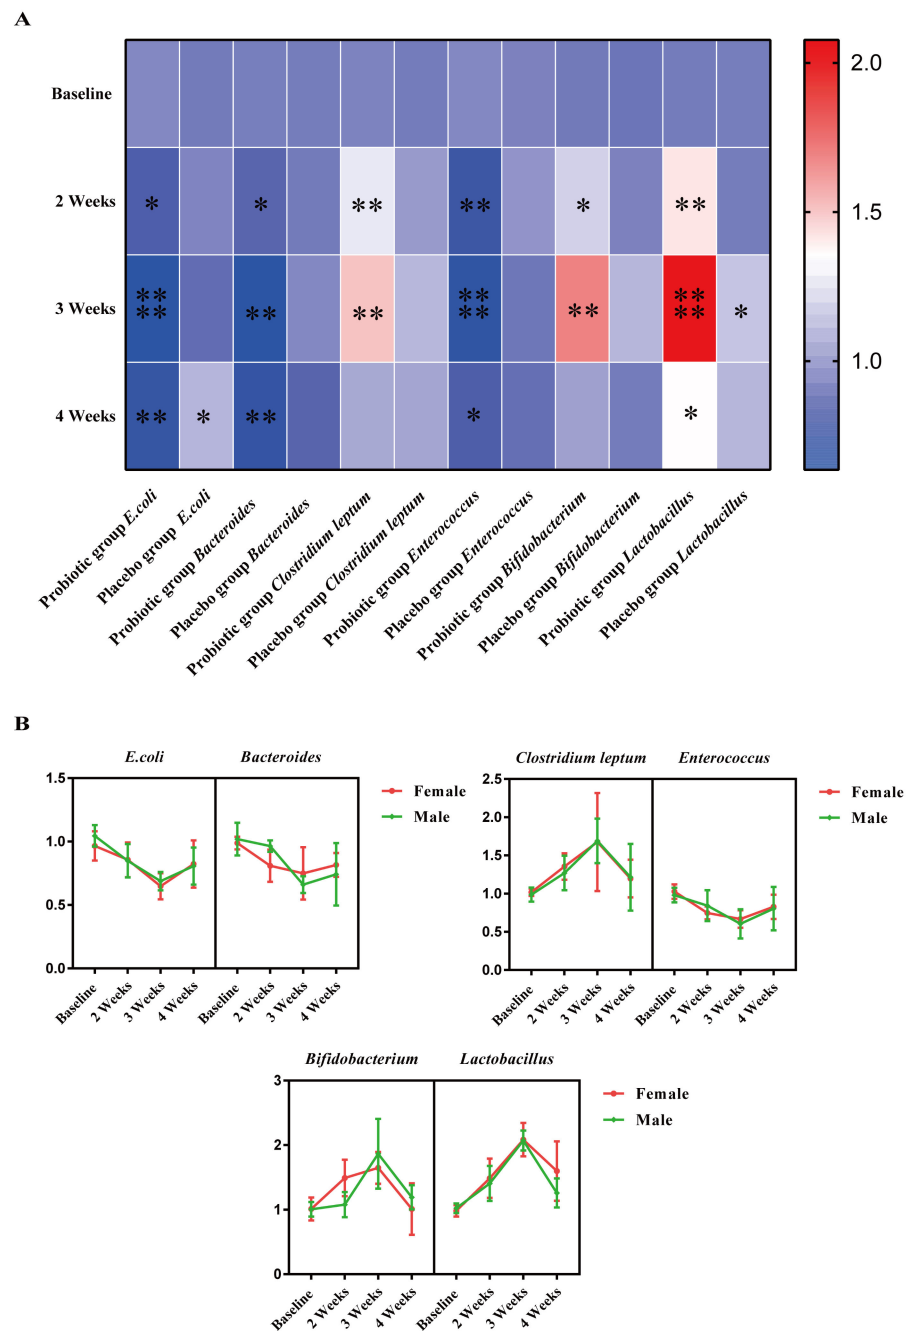 A
Baseline
2 Weeks
3 Weeks
4 Weeks
* * ** ** * **
**** ** ** **** ** **** *
** * ** * *
2.0
1.5
1.0
Probiotic group E.coli
Placebo group E.coli
Probiotic group Bacteroides
Placebo group Bacteroides
Probiotic group Clostridium leptum
Placebo group Clostridium leptum
Probiotic group Enterococcus
Placebo group Enterococcus
Probiotic group Bifidobacterium
Placebo group Bifidobacterium
Probiotic group Lactobacillus
Placebo group Lactobacillus
B
E.coli Bacteroides
1.5
1.0
0.5
0.0
Baseline 2 Weeks 3 Weeks 4 Weeks Baseline 2 Weeks 3 Weeks 4 Weeks
Female
Male
Clostridium leptum Enterococcus
2.5
2.0
1.5
1.0
0.5
0.0
Baseline 2 Weeks 3 Weeks 4 Weeks Baseline 2 Weeks 3 Weeks 4 Weeks
Female
Male
Bifidobacterium Lactobacillus
3
2
1
0
Baseline 2 Weeks 3 Weeks 4 Weeks Baseline 2 Weeks 3 Weeks 4 Weeks
Female
Male